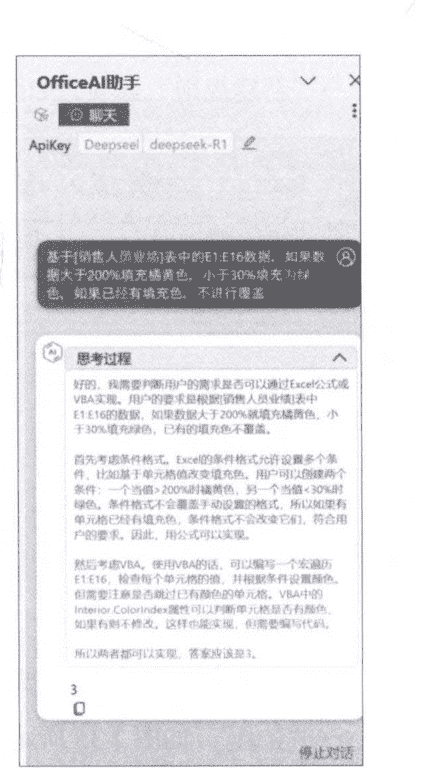 OfficeAI助手
聊天
ApiKey Deepseel deepseek-R1
基于[销售人员业绩]表中的E1:E16数据，如果数
据大于200%填充橘黄色，小于30%填充为绿
色，如果已经有填充色，不进行覆盖
思考过程
好的，我需要判断用户的需求是否可以通过Excel公式或
VBA实现。用户的要求是根据[销售人员业绩]表中
E1:E16的数据，如果数据大于200%就填充橘黄色，小
于30%填充绿色，已有的填充色不覆盖。
首先考虑条件格式。Excel的条件格式允许设置多个条
件，比如基于单元格值改变填充色。用户可以创建两个
条件：一个当值>200%时橘黄色，另一个当值<30%时
绿色。条件格式不会覆盖手动设置的格式，所以如果有
单元格已经有填充色，条件格式不会改变它们，符合用
户的要求。因此，用公式可以实现。
然后考虑VBA。使用VBA的话，可以编写一个宏遍历
E1:E16，检查每个单元格的值，并根据条件设置颜色。
但需要注意是否跳过已有颜色的单元格。VBA中的
Interior.ColorIndex属性可以判断单元格是否有颜色，
如果有则不修改。这样也能实现，但需要编写代码。
所以两者都可以实现，答案应该是3。
3
停止对话